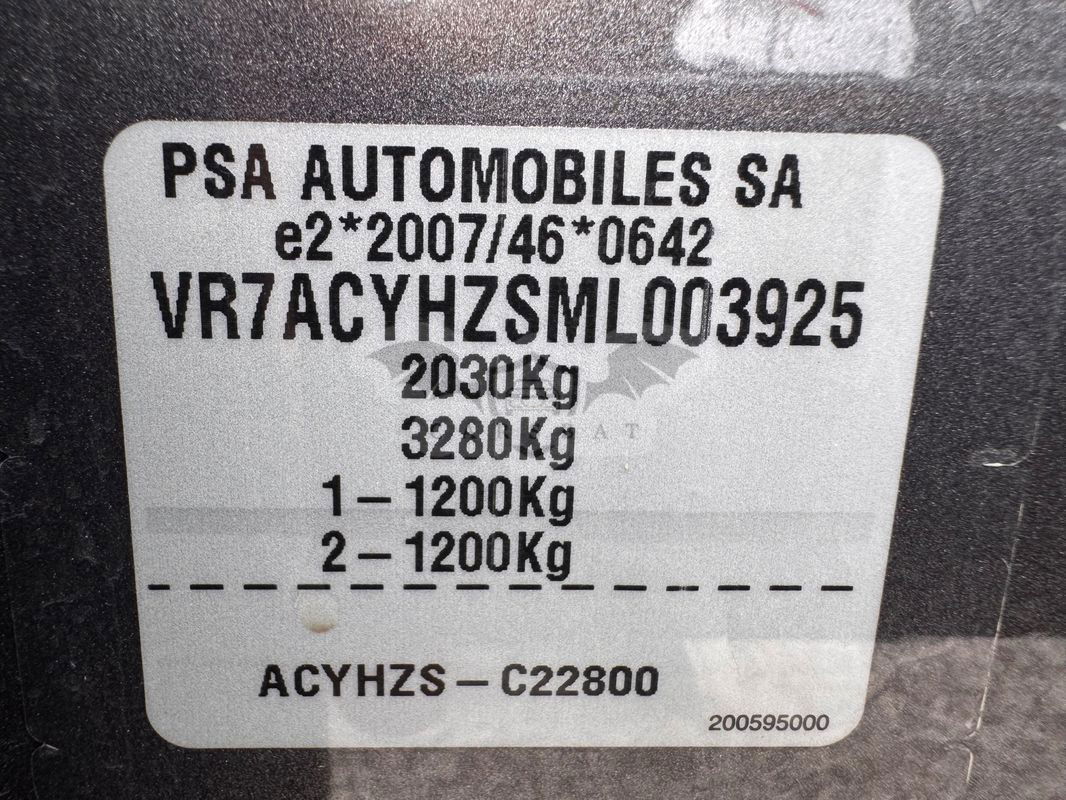 PSA AUTOMOBILES SA
e2*2007/46*0642
VR7ACYHZSML003925
2030Kg
3280Kg
1–1200Kg
2–1200Kg
ACYHZS–C22800
200595000